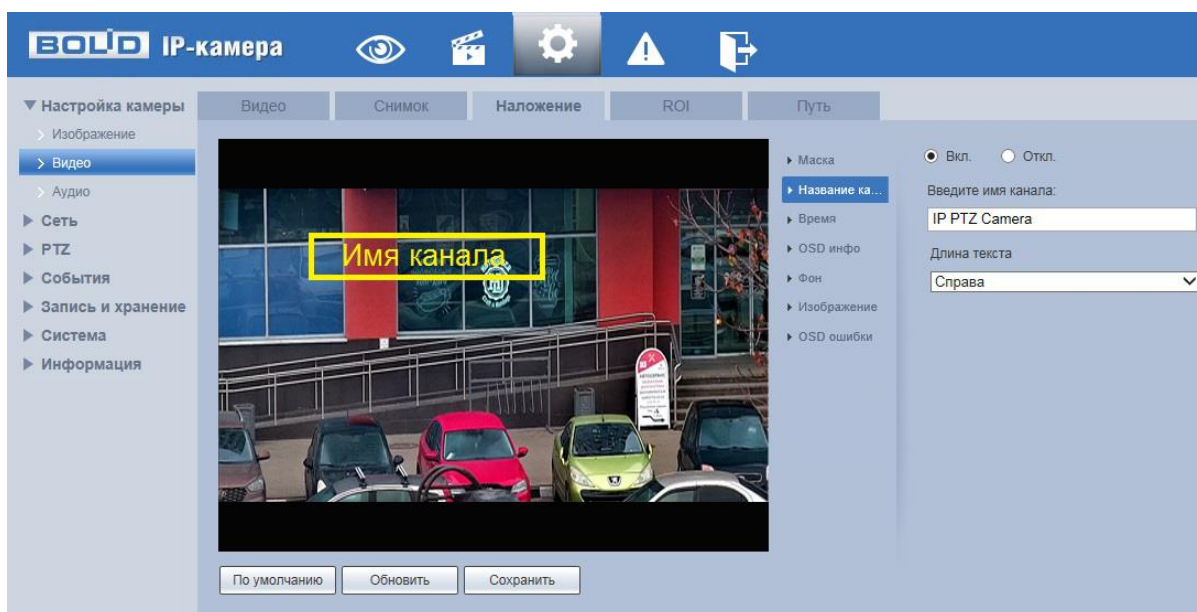 BOLID IP-камера
Настройка камеры
Изображение
Видео
Аудио
Сеть
PTZ
События
Запись и хранение
Система
Информация
Видео
Снимок
Наложение
ROI
Путь
Имя канала
По умолчанию
Обновить
Сохранить
Маска
Название ка...
Время
OSD инфо
Фон
Изображение
OSD ошибки
Вкл.
Откл.
Введите имя канала:
IP PTZ Camera
Длина текста
Справа